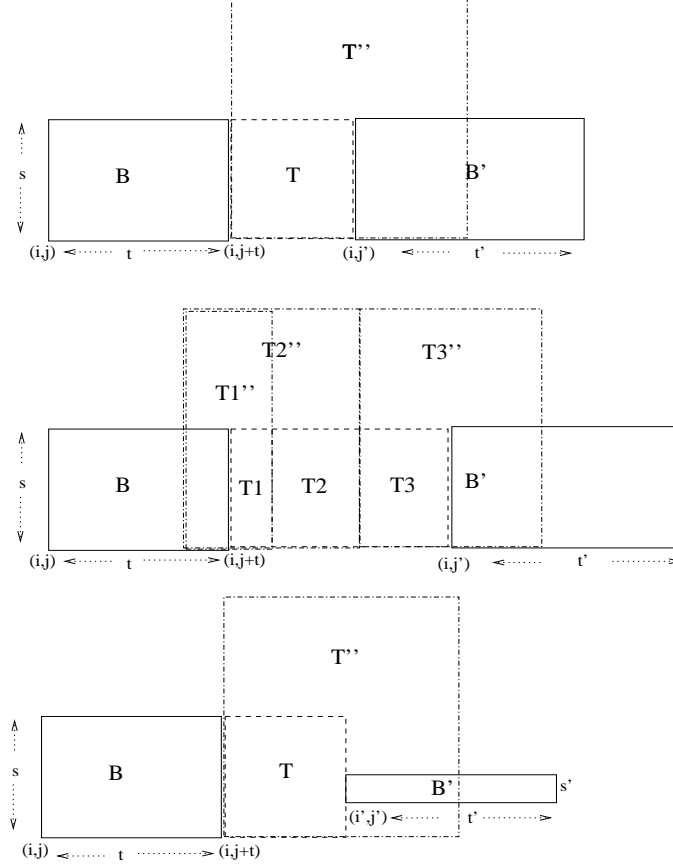 T''
s
B
T
B'
(i,j)
t
(i,j+t)
(i,j')
t'
T2''
T3''
T1''
s
B
T1
T2
T3
B'
(i,j)
t
(i,j+t)
(i,j')
t'
T''
s
B
T
B'
s'
(i',j')
t'
(i,j)
t
(i,j+t)